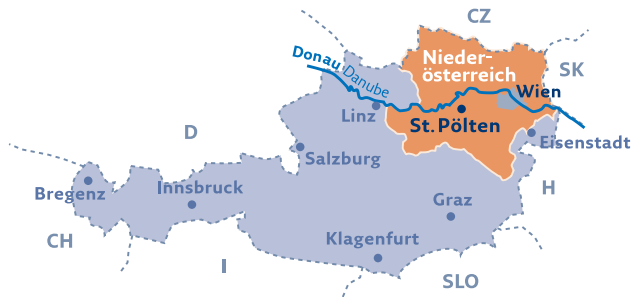 CZ
Donau Danube
Nieder-
österreich
SK
Wien
Linz
St. Pölten
Eisenstadt
D
Salzburg
Bregenz
Innsbruck
H
Graz
CH
Klagenfurt
I
SLO